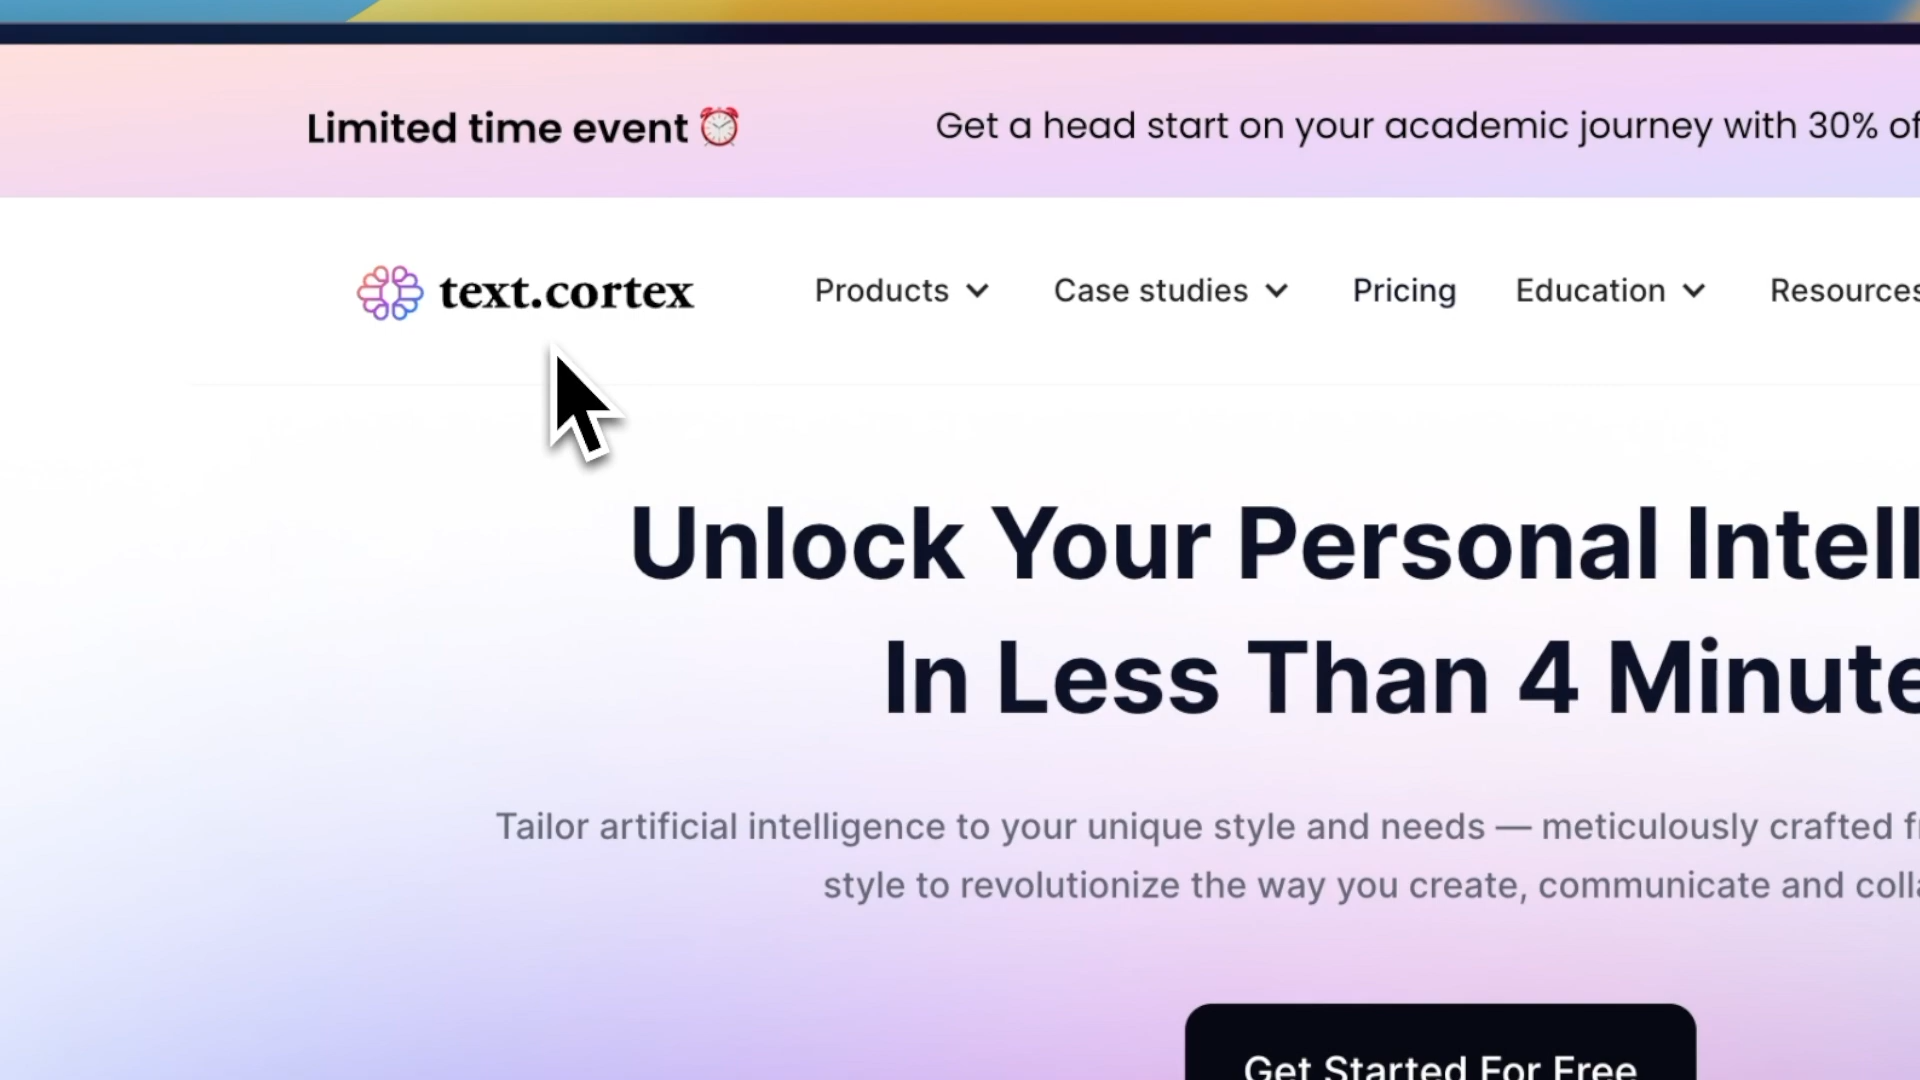 Limited time event ⏰
Get a head start on your academic journey with 30% of
text.cortex
Products
Case studies
Pricing
Education
Resources
Unlock Your Personal Intell
In Less Than 4 Minute
Tailor artificial intelligence to your unique style and needs — meticulously crafted f
style to revolutionize the way you create, communicate and coll
Get Started For Free